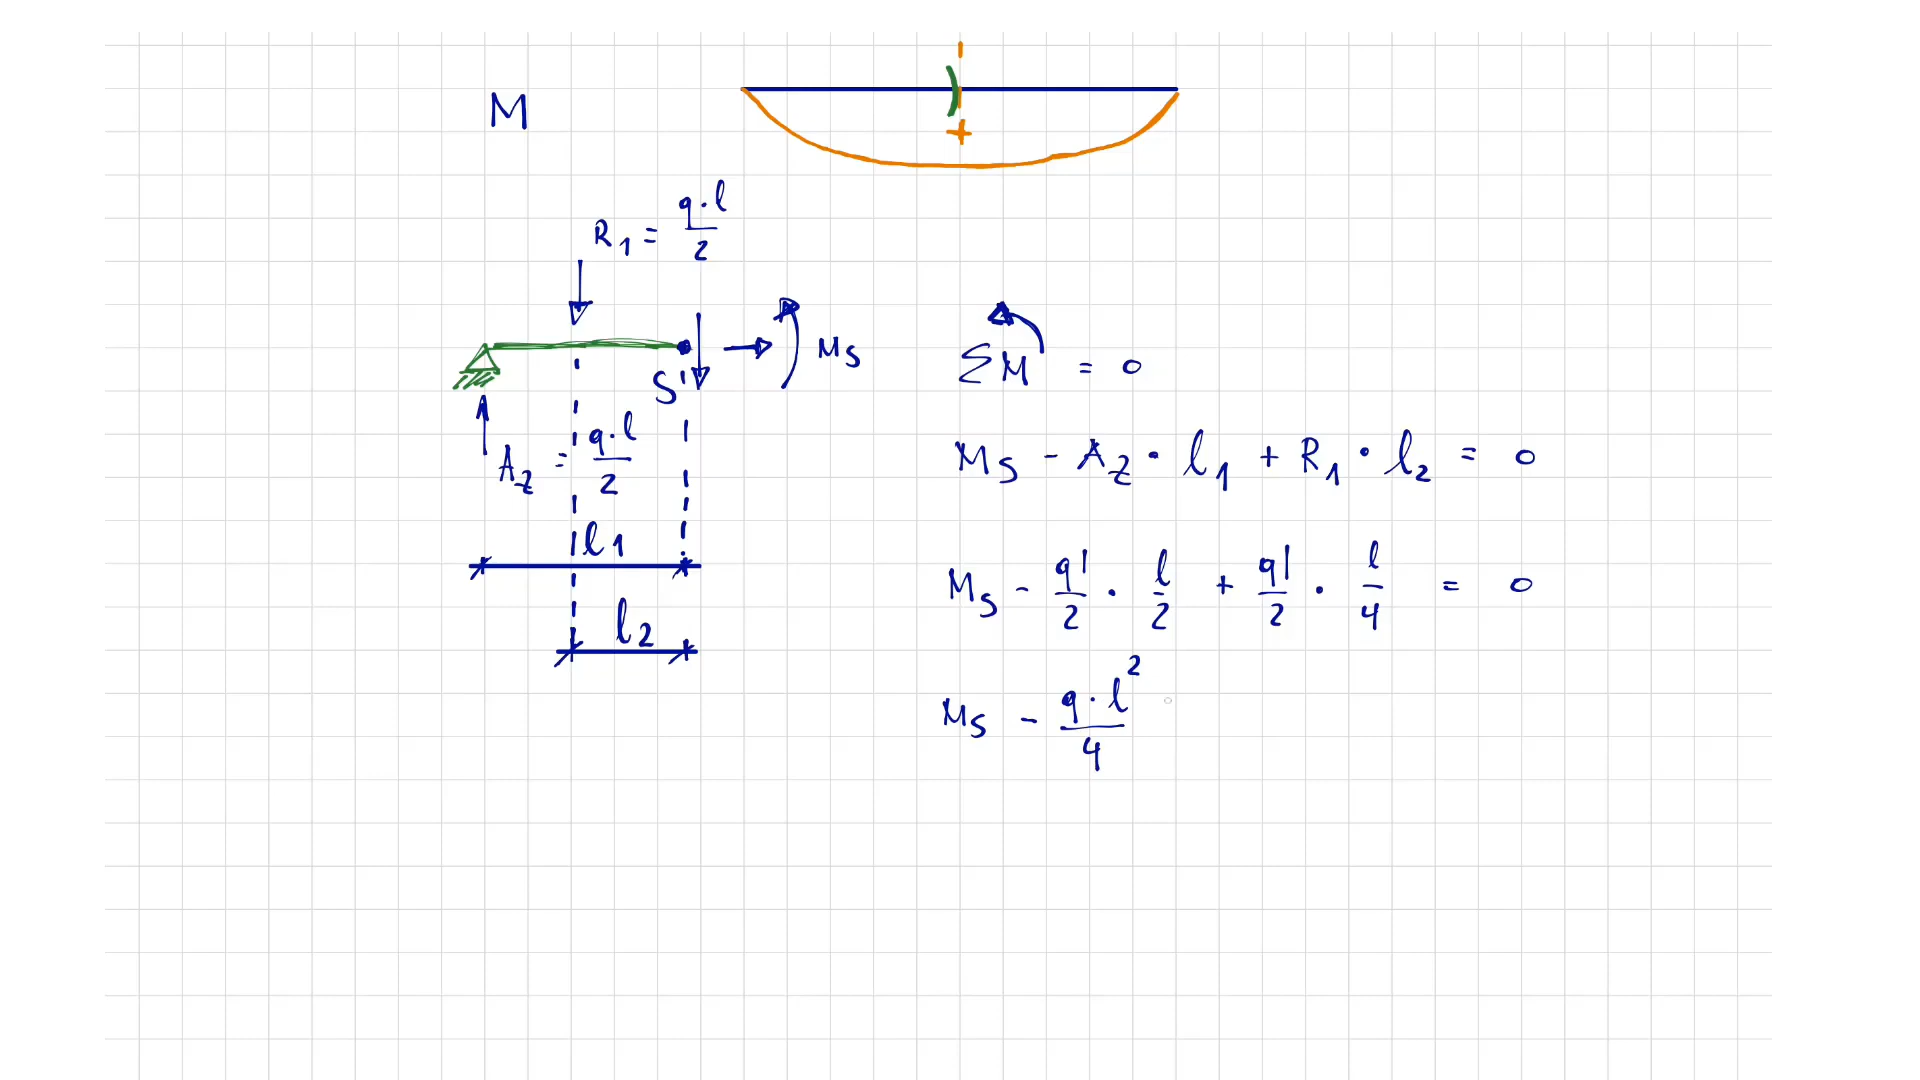 M
+
R₁ = q·l/2
S
M_S
A_z = q·l/2
l₁
l₂
ΣM = 0
M_S - A_z · l₁ + R₁ · l₂ = 0
M_S - ql/2 · l/2 + ql/2 · l/4 = 0
M_S - q·l²/4